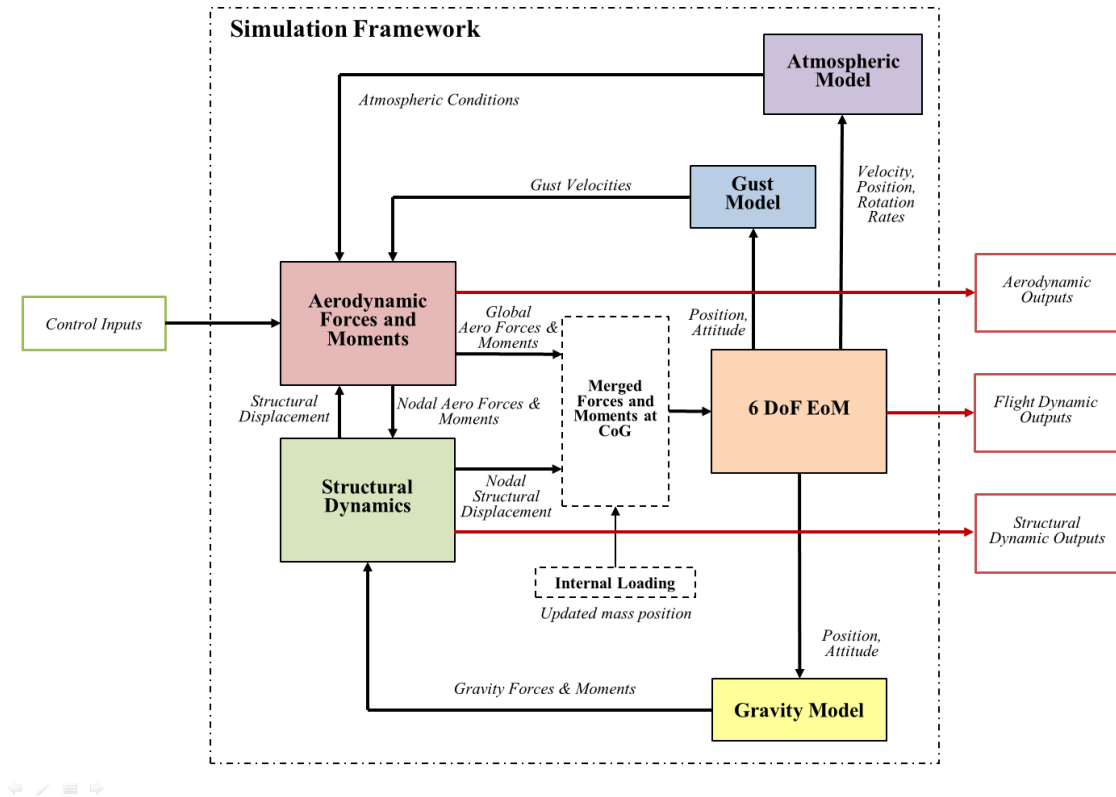 Simulation Framework
Atmospheric
Model
Atmospheric Conditions
Gust Velocities
Gust
Model
Velocity,
Position,
Rotation
Rates
Control Inputs
Aerodynamic
Forces and
Moments
Global
Aero Forces &
Moments
Position,
Attitude
Aerodynamic
Outputs
Structural
Displacement
Nodal Aero Forces &
Moments
Merged
Forces and
Moments at
CoG
6 DoF EoM
Flight Dynamic
Outputs
Structural
Dynamics
Nodal
Structural
Displacement
Structural
Dynamic Outputs
Internal Loading
Updated mass position
Position,
Attitude
Gravity Forces & Moments
Gravity Model